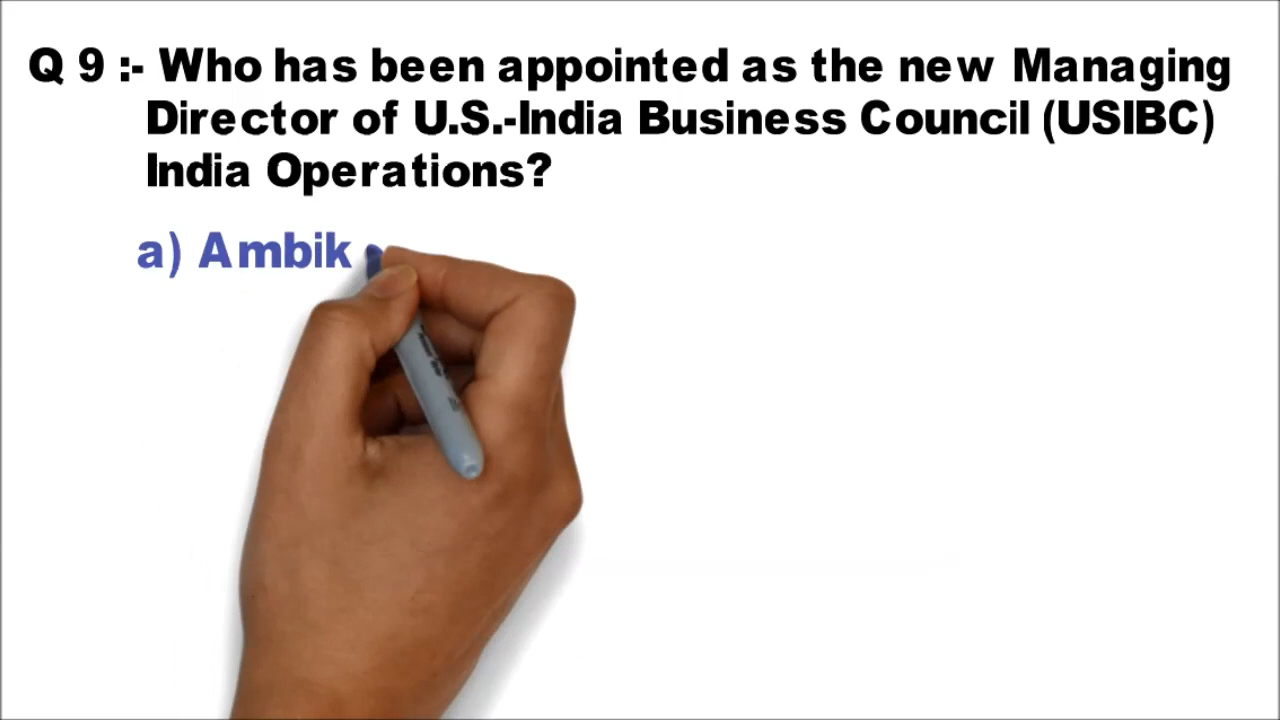 Q 9 :- Who has been appointed as the new Managing
Director of U.S.-India Business Council (USIBC)
India Operations?
a) Ambik